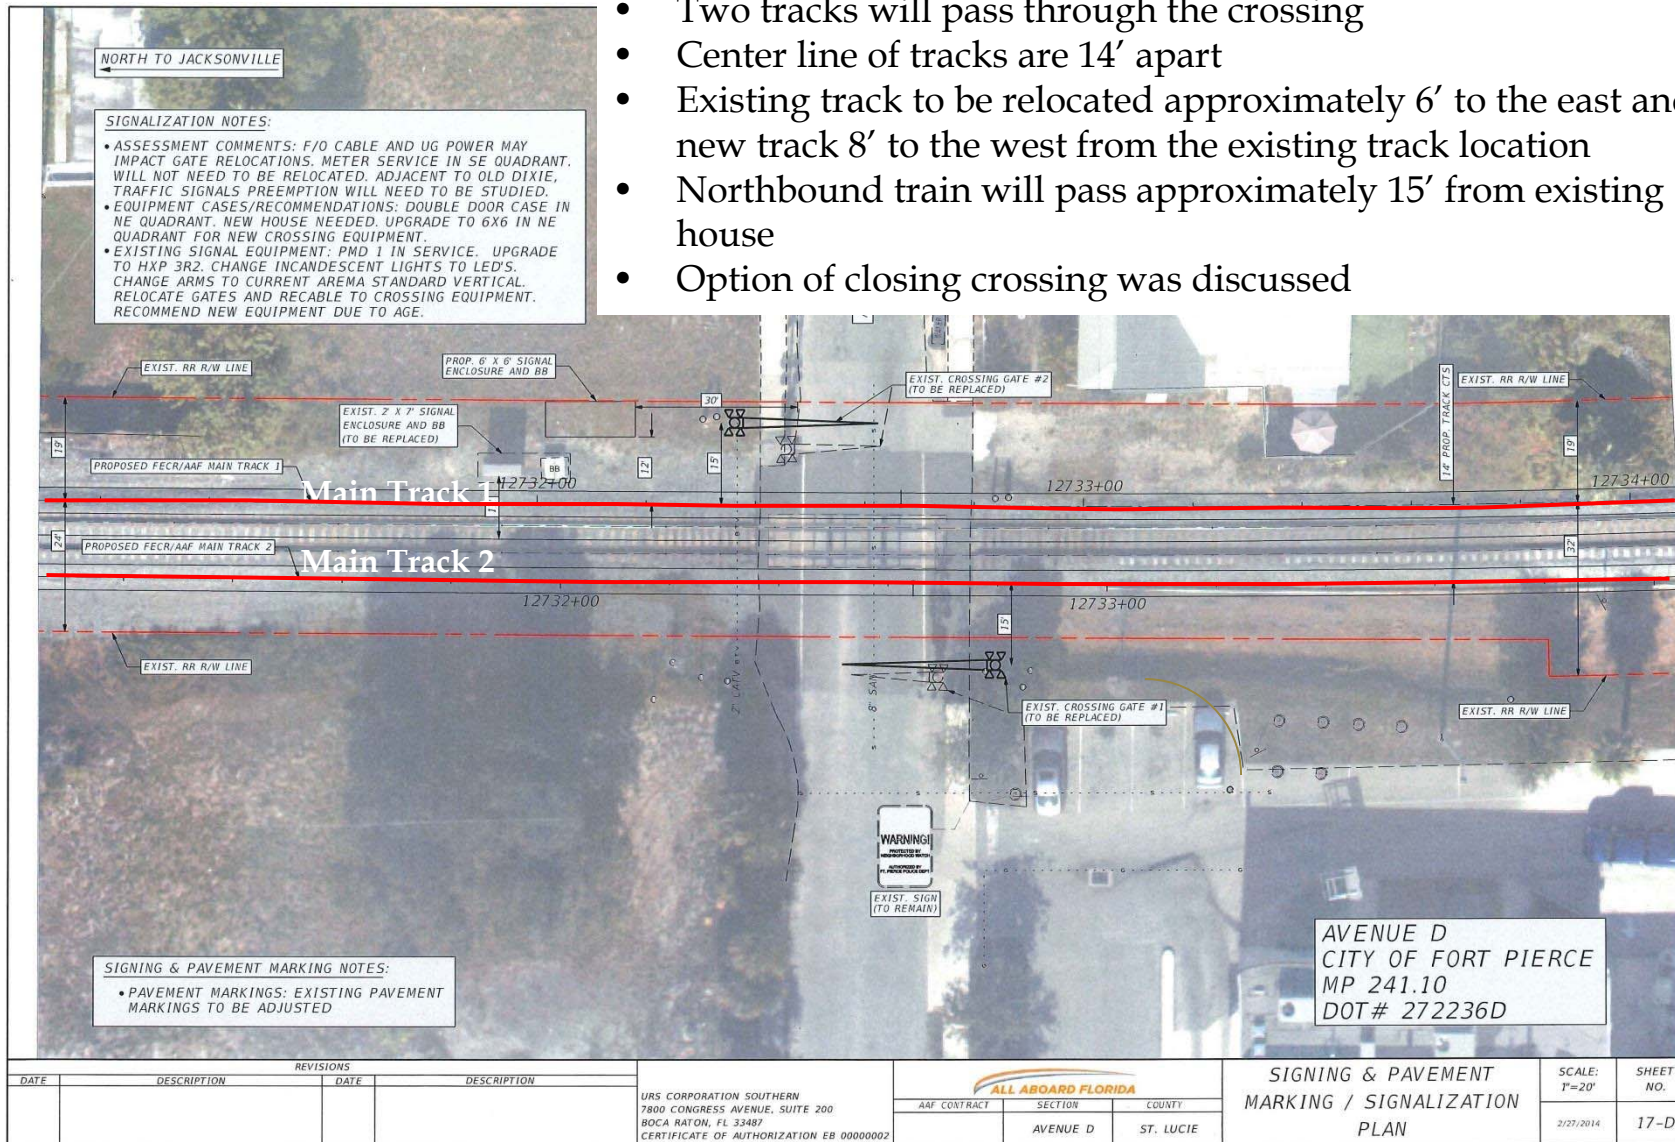 • Two tracks will pass through the crossing
• Center line of tracks are 14’ apart
• Existing track to be relocated approximately 6’ to the east and
new track 8’ to the west from the existing track location
• Northbound train will pass approximately 15’ from existing
house
• Option of closing crossing was discussed
NORTH TO JACKSONVILLE
SIGNALIZATION NOTES:
• ASSESSMENT COMMENTS: F/O CABLE AND UG POWER MAY
IMPACT GATE RELOCATIONS. METER SERVICE IN SE QUADRANT.
WILL NOT NEED TO BE RELOCATED. ADJACENT TO OLD DIXIE,
TRAFFIC SIGNALS PREEMPTION WILL NEED TO BE STUDIED.
• EQUIPMENT CASES/RECOMMENDATIONS: DOUBLE DOOR CASE IN
NE QUADRANT. NEW HOUSE NEEDED. UPGRADE TO 6X6 IN NE
QUADRANT FOR NEW CROSSING EQUIPMENT.
• EXISTING SIGNAL EQUIPMENT: PMD 1 IN SERVICE. UPGRADE
TO HXP 3R2. CHANGE INCANDESCENT LIGHTS TO LED'S.
CHANGE ARMS TO CURRENT AREMA STANDARD VERTICAL.
RELOCATE GATES AND RECABLE TO CROSSING EQUIPMENT.
RECOMMEND NEW EQUIPMENT DUE TO AGE.
EXIST. RR R/W LINE
PROP. 6' X 6' SIGNAL
ENCLOSURE AND BB
EXIST. CROSSING GATE #2
(TO BE REPLACED)
EXIST. RR R/W LINE
30'
EXIST. 2' X 7' SIGNAL
ENCLOSURE AND BB
(TO BE REPLACED)
14' PROP. TRACK CTS
19'
12'
15'
19'
PROPOSED FECR/AAF MAIN TRACK 1
BB
Main Track 1
12732+00
12733+00
12734+00
24'
PROPOSED FECR/AAF MAIN TRACK 2
Main Track 2
32'
12732+00
12733+00
15'
EXIST. RR R/W LINE
8" SAN
EXIST. CROSSING GATE #1
(TO BE REPLACED)
EXIST. RR R/W LINE
WARNING!
PROTECTED BY
NEIGHBORHOOD WATCH
AUTHORIZED BY
FT. PIERCE POLICE DEPT
EXIST. SIGN
(TO REMAIN)
AVENUE D
CITY OF FORT PIERCE
MP 241.10
DOT# 272236D
SIGNING & PAVEMENT MARKING NOTES:
• PAVEMENT MARKINGS: EXISTING PAVEMENT
MARKINGS TO BE ADJUSTED
REVISIONS
DATE DESCRIPTION DATE DESCRIPTION
URS CORPORATION SOUTHERN
7800 CONGRESS AVENUE, SUITE 200
BOCA RATON, FL 33487
CERTIFICATE OF AUTHORIZATION EB 00000002
ALL ABOARD FLORIDA
AAF CONTRACT SECTION COUNTY
AVENUE D ST. LUCIE
SIGNING & PAVEMENT
MARKING / SIGNALIZATION
PLAN
SCALE:
1"=20'
2/27/2014
SHEET
NO.
17-D